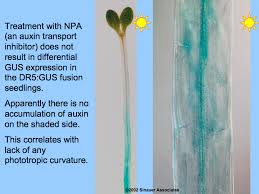 Treatment with NPA
(an auxin transport
inhibitor) does not
result in differential
GUS expression in
the DR5:GUS fusion
seedlings.
Apparently there is no
accumulation of auxin
on the shaded side.
This correlates with
lack of any
phototropic curvature.
©2002 Sinauer Associates